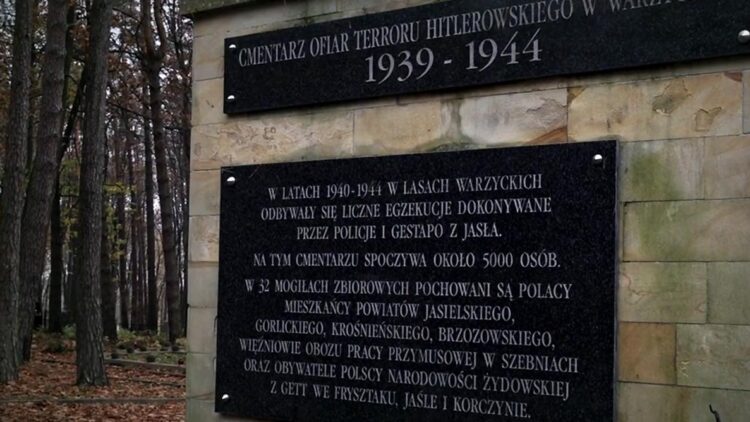 CMENTARZ OFIAR TERRORU HITLEROWSKIEGO W WARZYC
1939 - 1944
W LATACH 1940-1944 W LASACH WARZYCKICH
ODBYWAŁY SIĘ LICZNE EGZEKUCJE DOKONYWANE
PRZEZ POLICJE I GESTAPO Z JASŁA.
NA TYM CMENTARZU SPOCZYWA OKOŁO 5000 OSÓB.
W 32 MOGIŁACH ZBIOROWYCH POCHOWANI SĄ POLACY
MIESZKAŃCY POWIATÓW JASIELSKIEGO,
GORLICKIEGO, KROŚNIEŃSKIEGO, BRZOZOWSKIEGO,
WIĘŹNIOWIE OBOZU PRACY PRZYMUSOWEJ W SZEBNIACH
ORAZ OBYWATELE POLSCY NARODOWOŚCI ŻYDOWSKIEJ
Z GETT WE FRYSZTAKU, JAŚLE I KORCZYNIE.